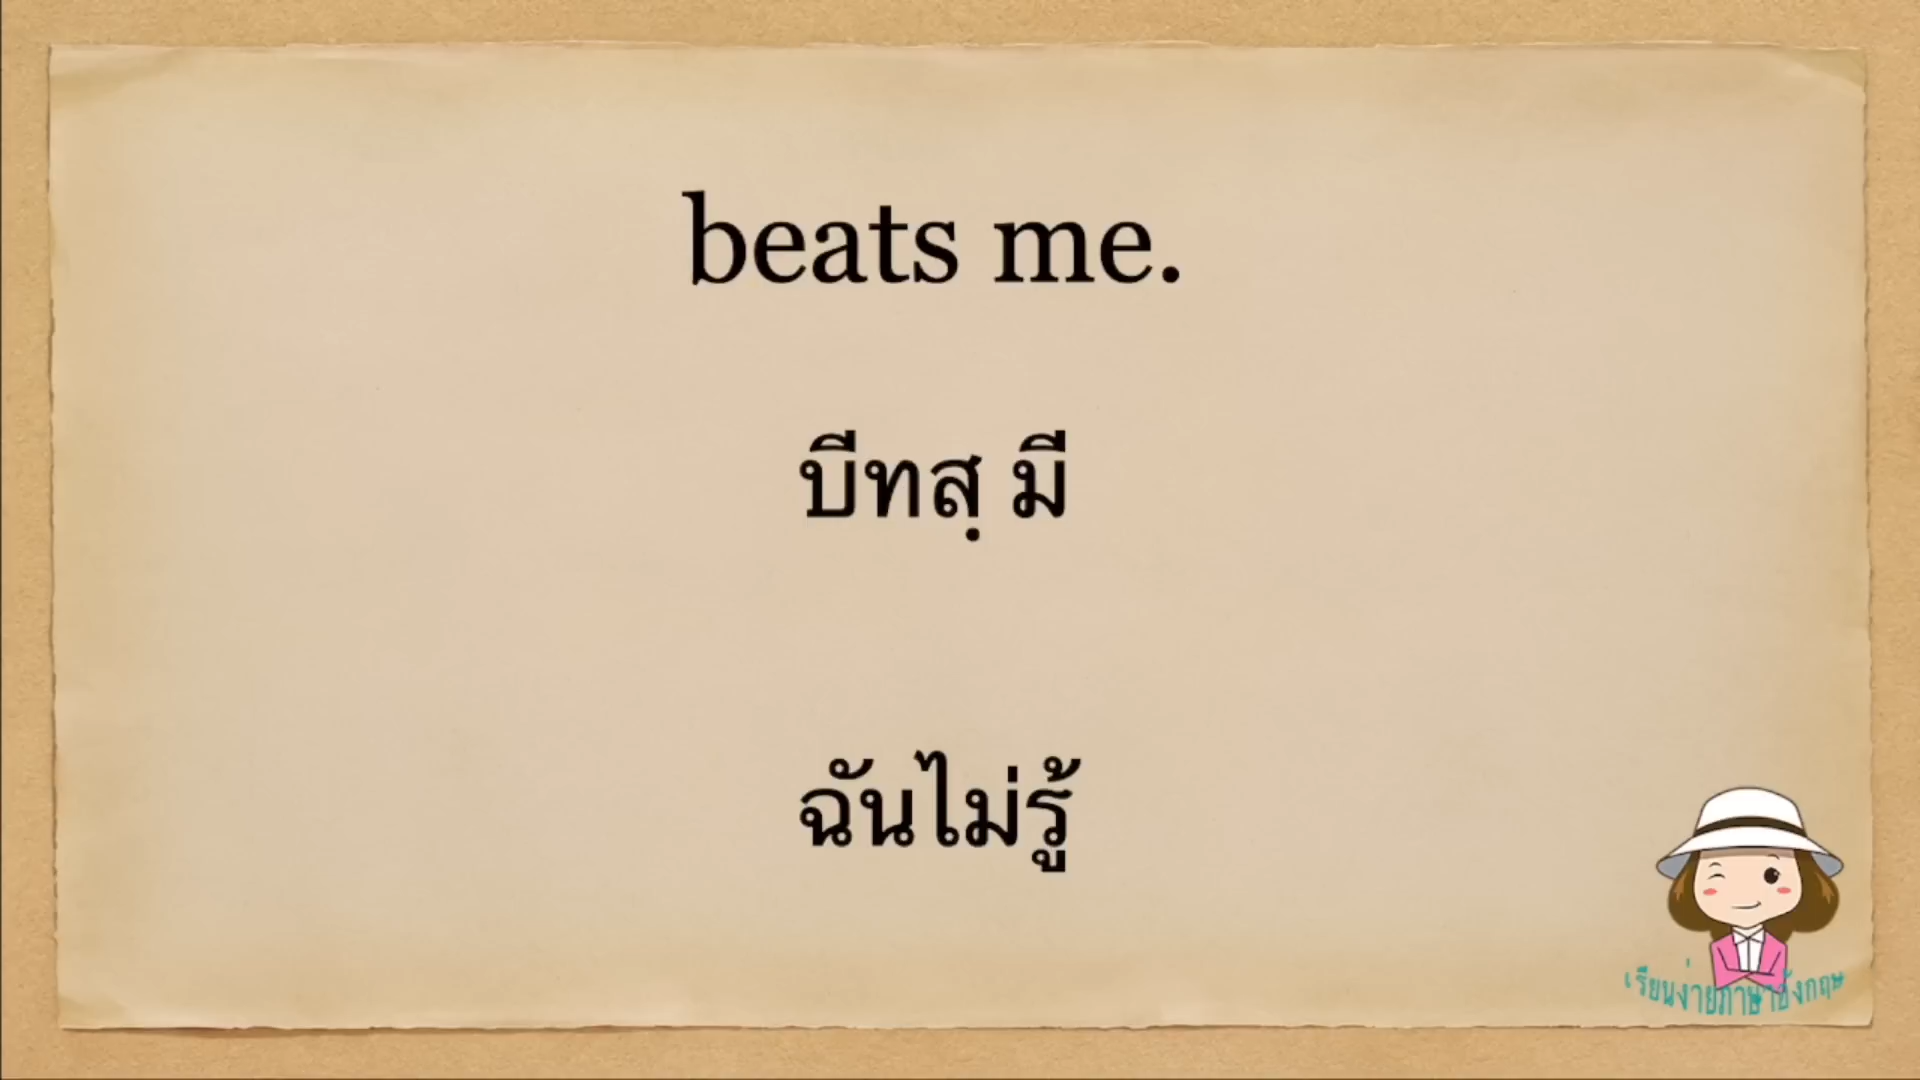 beats me.
บีทสฺ มี
ฉันไม่รู้
เรียนง่ายภาษาอังกฤษ